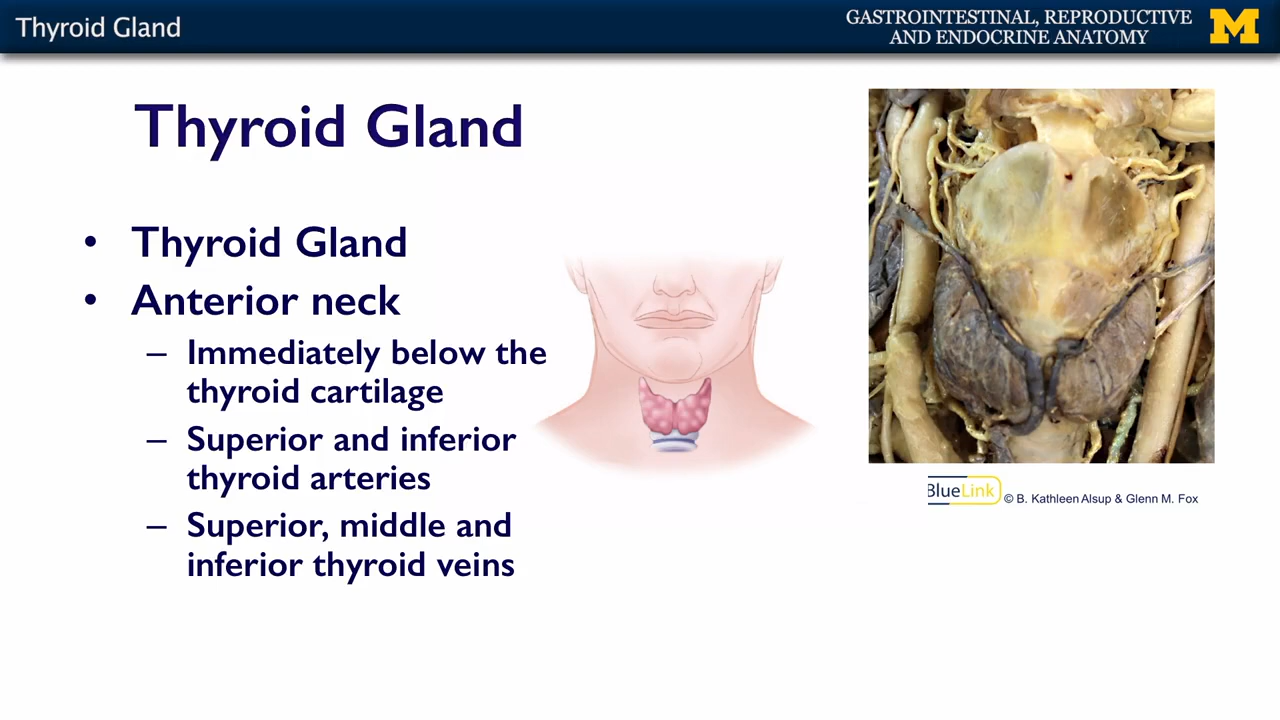 Thyroid Gland
GASTROINTESTINAL, REPRODUCTIVE
AND ENDOCRINE ANATOMY
M
Thyroid Gland
• Thyroid Gland
• Anterior neck
– Immediately below the
thyroid cartilage
– Superior and inferior
thyroid arteries
– Superior, middle and
inferior thyroid veins
BlueLink © B. Kathleen Alsup & Glenn M. Fox